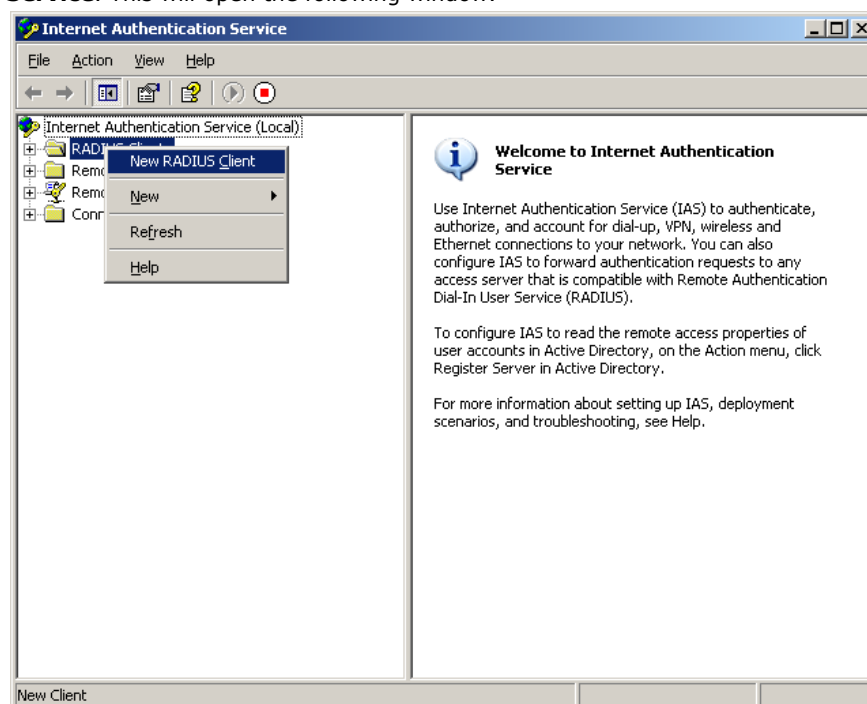 Service. This will open the following window:
Internet Authentication Service
File Action View Help
Internet Authentication Service (Local)
RADIUS Client
New RADIUS Client
Remo
New
Remo
Conn
Refresh
Help
Welcome to Internet Authentication
Service
Use Internet Authentication Service (IAS) to authenticate,
authorize, and account for dial-up, VPN, wireless and
Ethernet connections to your network. You can also
configure IAS to forward authentication requests to any
access server that is compatible with Remote Authentication
Dial-In User Service (RADIUS).
To configure IAS to read the remote access properties of
user accounts in Active Directory, on the Action menu, click
Register Server in Active Directory.
For more information about setting up IAS, deployment
scenarios, and troubleshooting, see Help.
New Client